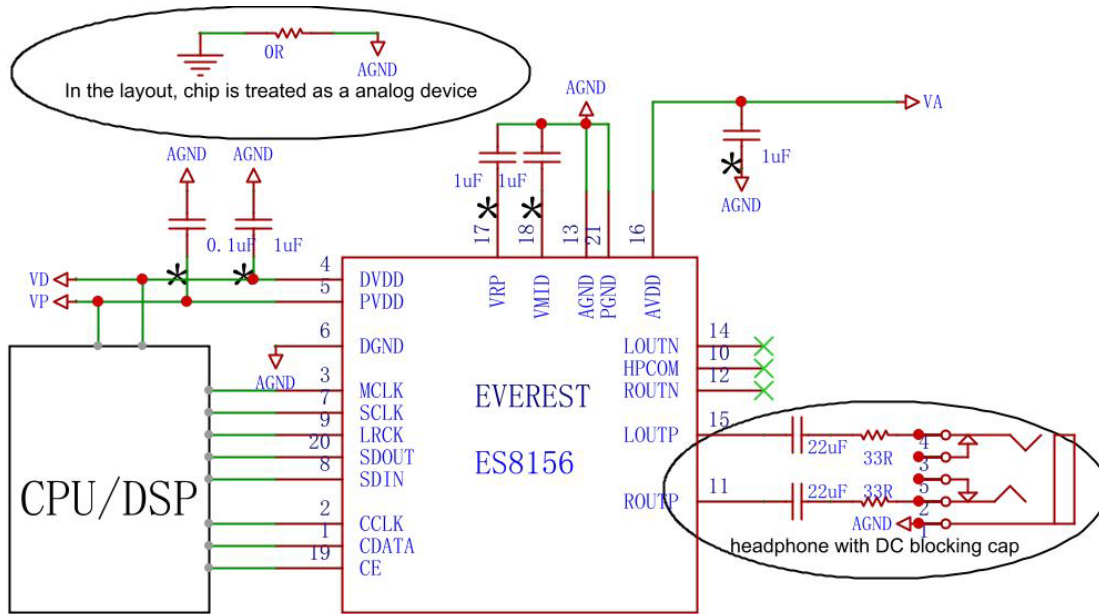 0R
AGND
In the layout, chip is treated as a analog device
AGND
AGND
AGND
VA
1uF
1uF
1uF
*
*
*
AGND
0.1uF
1uF
*
*
17
18
13
21
16
VD
4
DVDD
VP
5
PVDD
VRP
VMID
AGND
PGND
AVDD
6
DGND
AGND
14
LOUTN
10
HPCOM
12
ROUTN
3
MCLK
7
SCLK
9
LRCK
20
SDOUT
8
SDIN
EVEREST
ES8156
15
LOUTP
22uF
33R
4
3
5
11
ROUTP
22uF
33R
2
AGND
1
headphone with DC blocking cap
CPU/DSP
2
CCLK
1
CDATA
19
CE